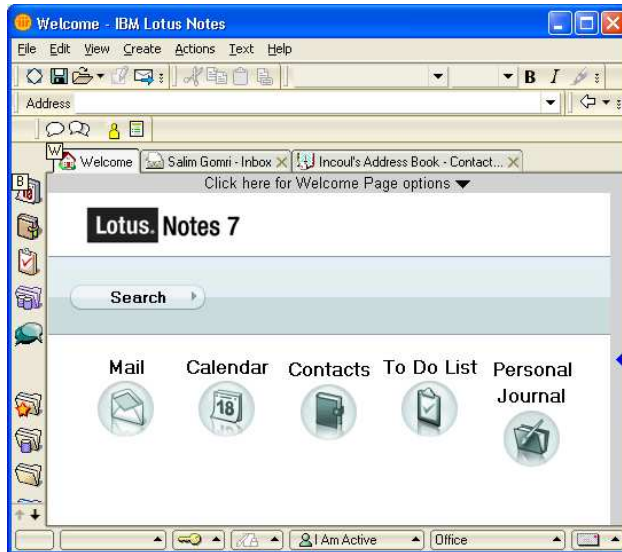 Welcome - IBM Lotus Notes
File Edit View Create Actions Text Help
B I
Address
W
Welcome Salim Gomri - Inbox Incoul's Address Book - Contact...
B
Click here for Welcome Page options
Lotus. Notes 7
Search
Mail Calendar Contacts To Do List Personal Journal
18
I Am Active Office